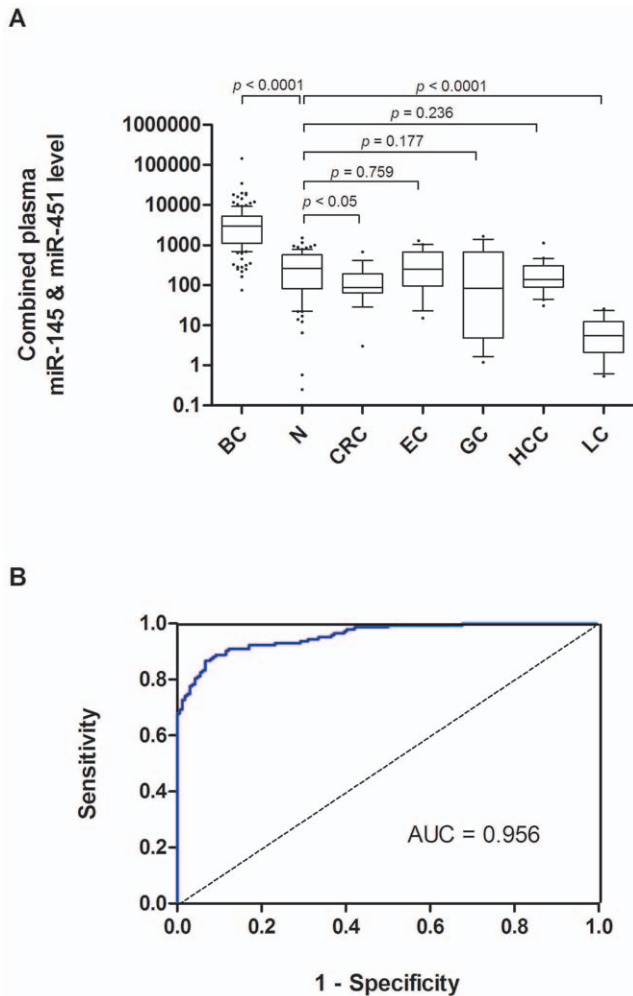 A
p < 0.0001
p < 0.0001
p = 0.236
p = 0.177
p = 0.759
p < 0.05
Combined plasma
miR-145 & miR-451 level
1000000
100000
10000
1000
100
10
1
0.1
BC
N
CRC
EC
GC
HCC
LC
B
Sensitivity
1.0
0.8
0.6
0.4
0.2
0.0
AUC = 0.956
0.0
0.2
0.4
0.6
0.8
1.0
1 - Specificity